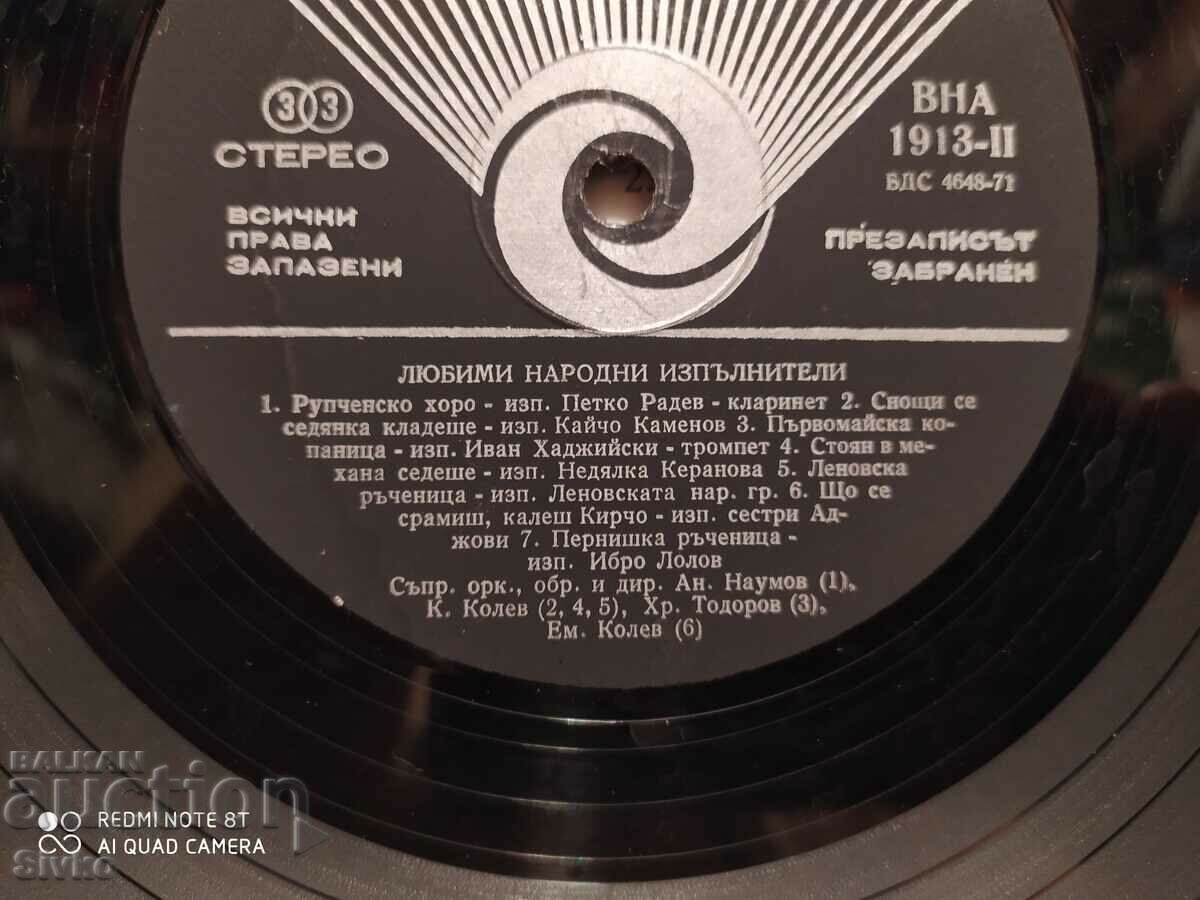 33
СТЕРЕО
ВСИЧКИ
ПРАВА
ЗАПАЗЕНИ
ВНА
1913-II
БДС 4648-71
ПРЕЗАПИСЪТ
ЗАБРАНЕН
ЛЮБИМИ НАРОДНИ ИЗПЪЛНИТЕЛИ
1. Рупченско хоро - изп. Петко Радев - кларинет 2. Снощи се
седянка кладеше - изп. Кайчо Каменов 3. Първомайска ко-
паница - изп. Иван Хаджийски - тромпет 4. Стоян в ме-
хана седеше - изп. Недялка Керанова 5. Леновска
ръченица - изп. Леновската нар. гр. 6. Що се
срамиш, калеш Кирчо - изп. сестри Ад-
жови 7. Пернишка ръченица -
изп. Ибро Лолов
Съпр. орк., обр. и дир. Ан. Наумов (1),
К. Колев (2, 4, 5), Хр. Тодоров (3),
Ем. Колев (6)
BALKAN
auction
REDMI NOTE 8T
AI QUAD CAMERA
Sivko